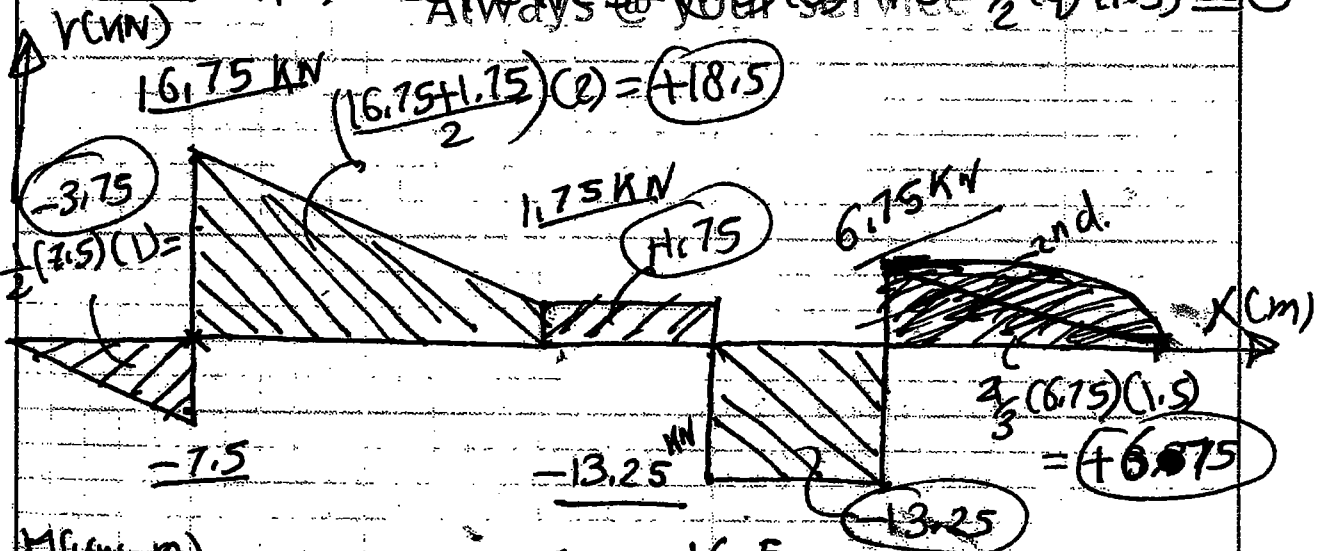 Always @ your service
V(KN)
16,75 KN
(16,75+1.75 / 2)(2) = +18,5
-3,75
1/2(7.5)(1)=
1,75 KN
+1,75
6,75 KN
2nd.
X(m)
2/3(6.75)(1.5)
= +6.75
-7.5
-13.25 KN
-13.25